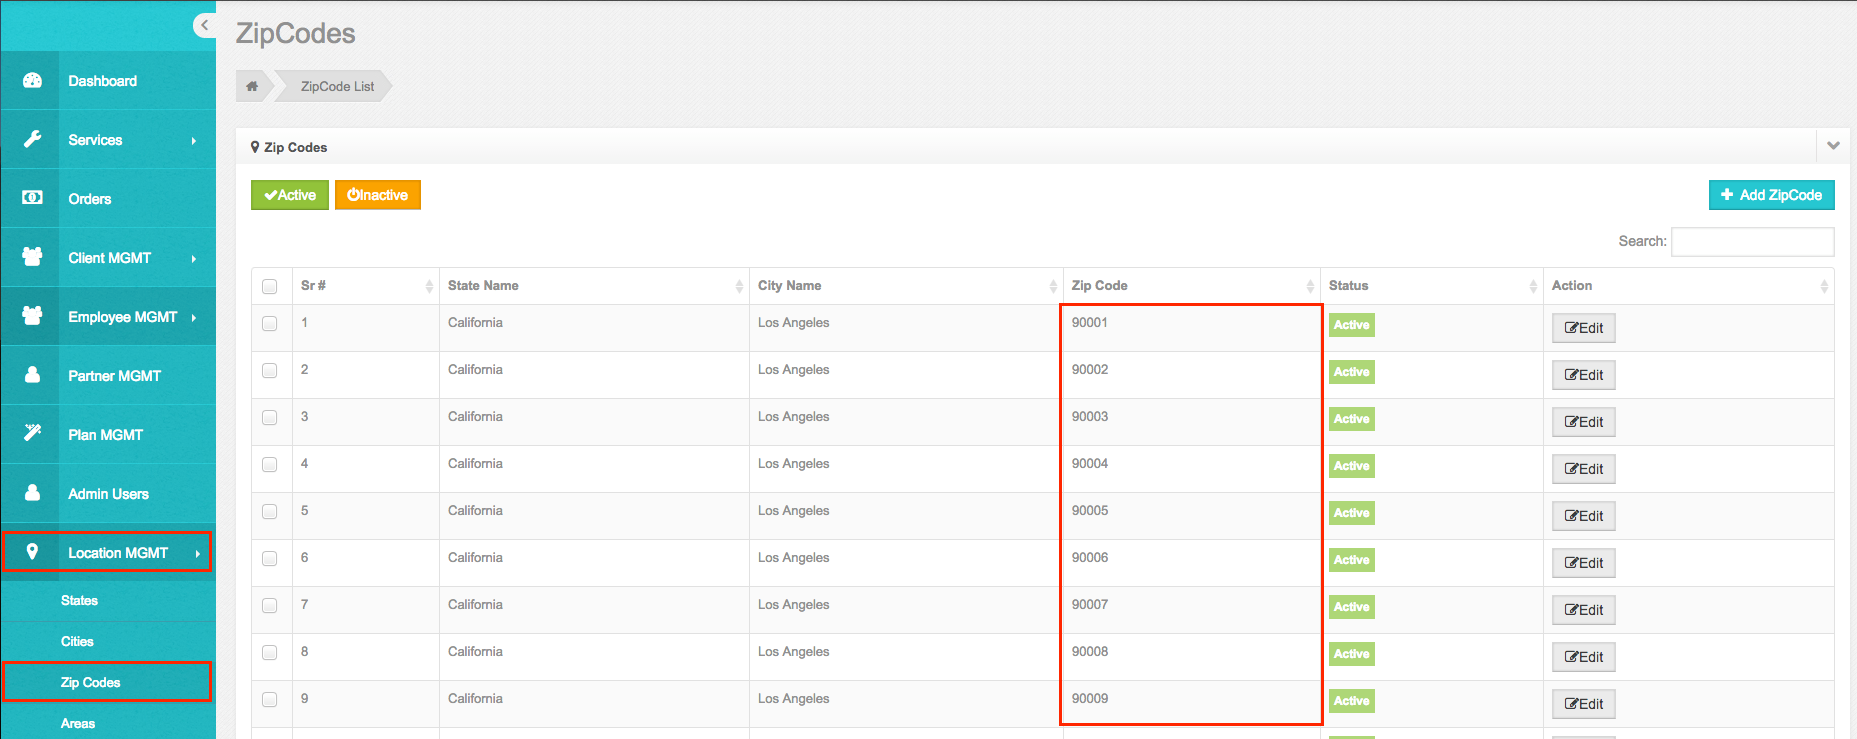 ZipCodes
ZipCode List
Dashboard
Services
Orders
Client MGMT
Employee MGMT
Partner MGMT
Plan MGMT
Admin Users
Location MGMT
States
Cities
Zip Codes
Areas
Zip Codes
Active Inactive Add ZipCode
Search:
Sr # State Name City Name Zip Code Status Action
1 California Los Angeles 90001 Active Edit
2 California Los Angeles 90002 Active Edit
3 California Los Angeles 90003 Active Edit
4 California Los Angeles 90004 Active Edit
5 California Los Angeles 90005 Active Edit
6 California Los Angeles 90006 Active Edit
7 California Los Angeles 90007 Active Edit
8 California Los Angeles 90008 Active Edit
9 California Los Angeles 90009 Active Edit